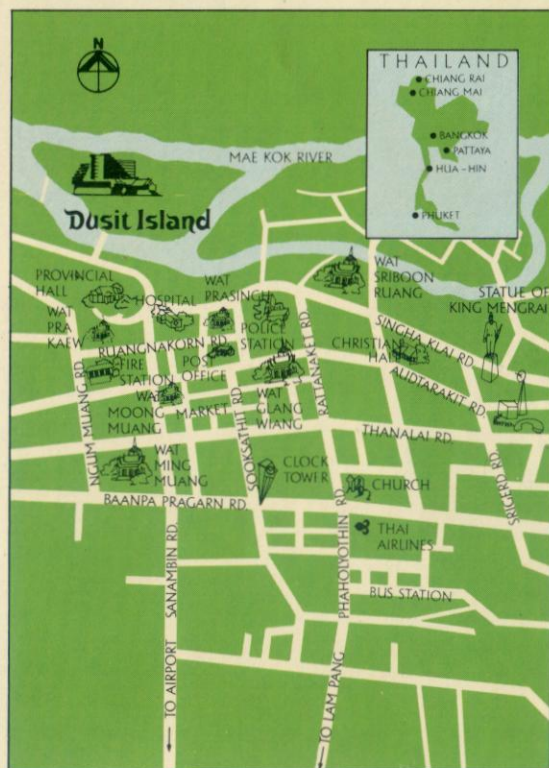 N
THAILAND
CHIANG RAI
CHIANG MAI
BANGKOK
PATTAYA
HUA-HIN
PHUKET
MAE KOK RIVER
Dusit Island
PROVINCIAL
HALL
HOSPITAL
WAT
PRASINGH
WAT
SRIBOON
RUANG
STATUE OF
KING MENGRAI
WAT
PRA
KAEW
POLICE
STATION
RUANGNAKORN RD.
SINGHA KLAI RD.
CHRISTIAN
FIRE
STATION
POST
OFFICE
RATTANAKET RD.
AUDTARAKIT RD.
NGUM MUANG RD.
WAT
MOONG
MUANG
MARKET
SOOKSATHIT RD.
WAT
GLANG
WIANG
THANALAI RD.
WAT
MING
MUANG
CLOCK
TOWER
CHURCH
SRIGERD RD.
BAANPA PRAGARN RD.
THAI
AIRLINES
SANAMBIN RD.
PHAHOLYOTHIN RD.
BUS STATION
TO AIRPORT
TO LAM PANG